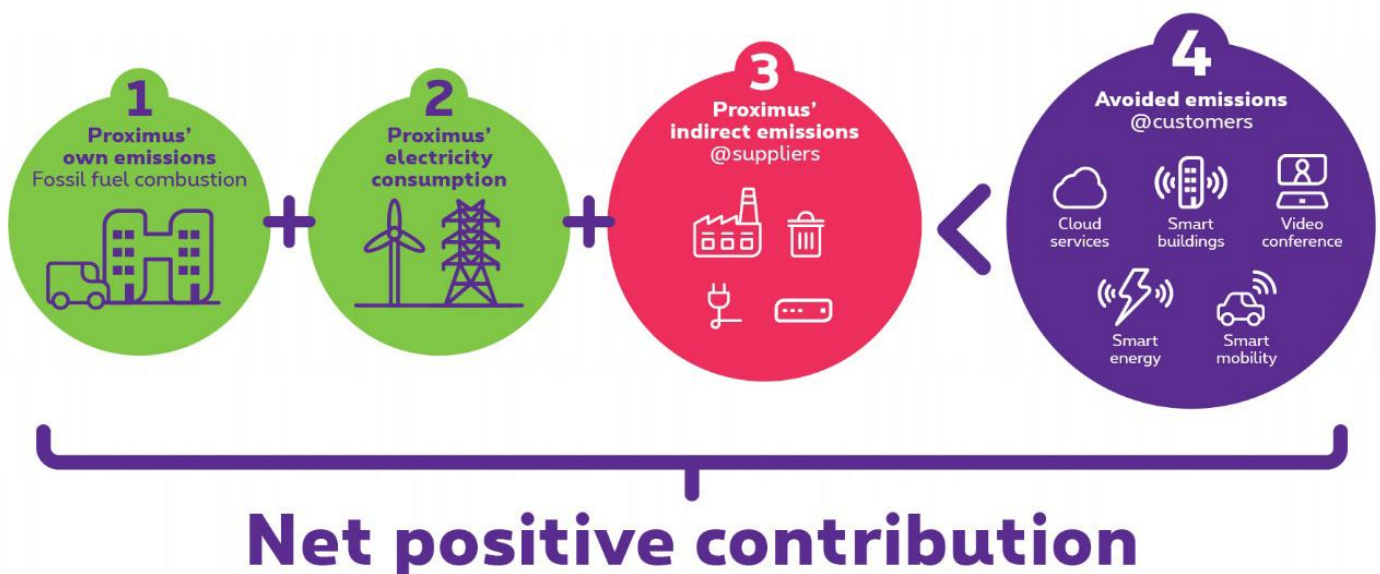 1
Proximus'
own emissions
Fossil fuel combustion
+
2
Proximus'
electricity
consumption
+
3
Proximus'
indirect emissions
@suppliers
<
4
Avoided emissions
@customers
Cloud
services
Smart
buildings
Video
conference
Smart
energy
Smart
mobility
Net positive contribution